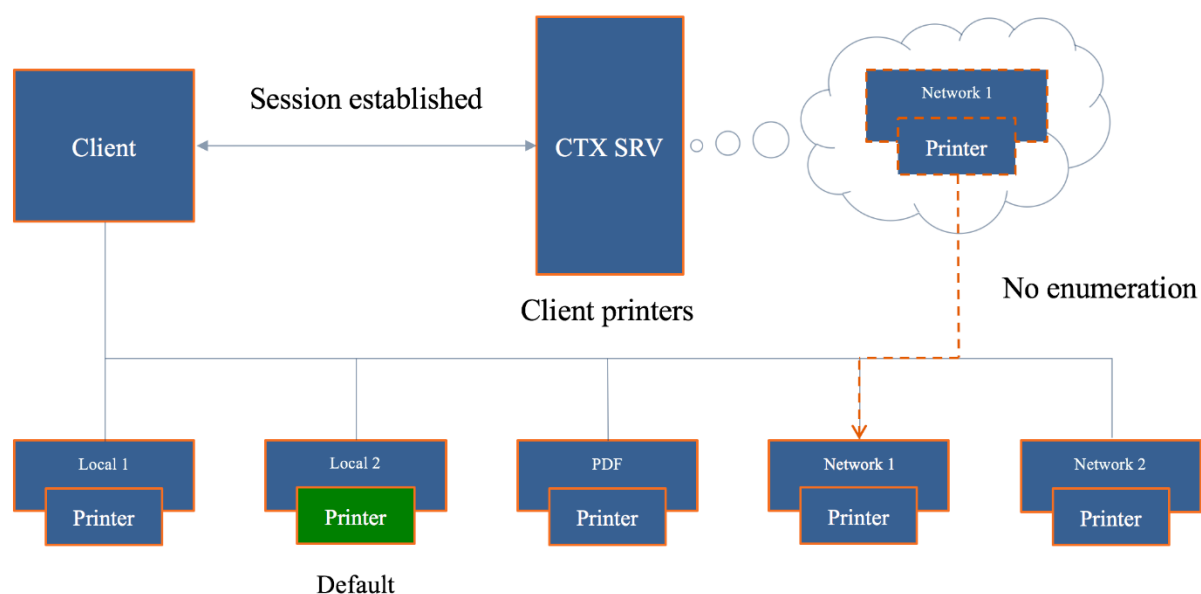 Client
Session established
CTX SRV
Network 1
Printer
No enumeration
Client printers
Local 1
Printer
Local 2
Printer
PDF
Printer
Network 1
Printer
Network 2
Printer
Default